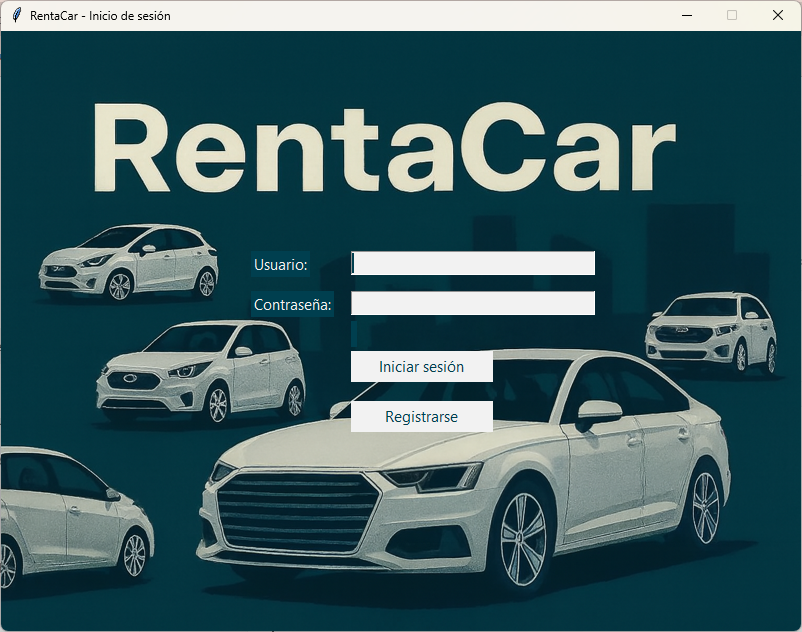 RentaCar - Inicio de sesión
RentaCar
Usuario:
Contraseña:
Iniciar sesión
Registrarse